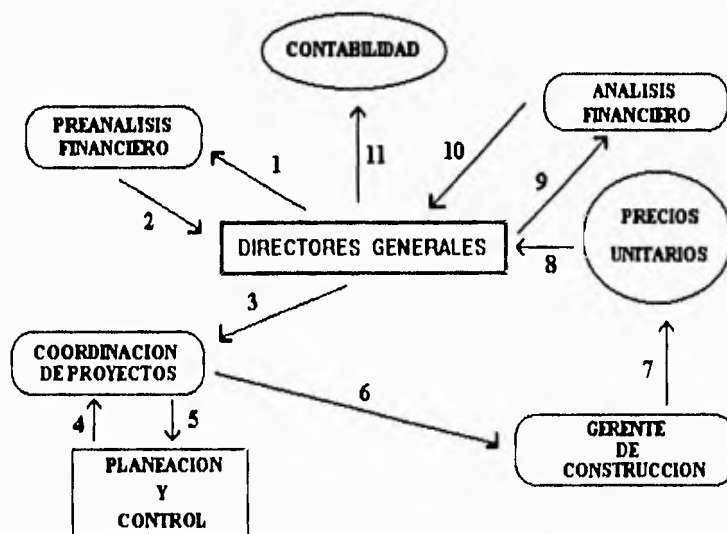 CONTABILIDAD
ANALISIS
FINANCIERO
PREANALISIS
FINANCIERO
1
11
10
9
2
PRECIOS
UNITARIOS
DIRECTORES GENERALES
8
3
COORDINACION
DE PROYECTOS
6
7
4
5
GERENTE
DE
CONSTRUCCION
PLANEACION
Y
CONTROL